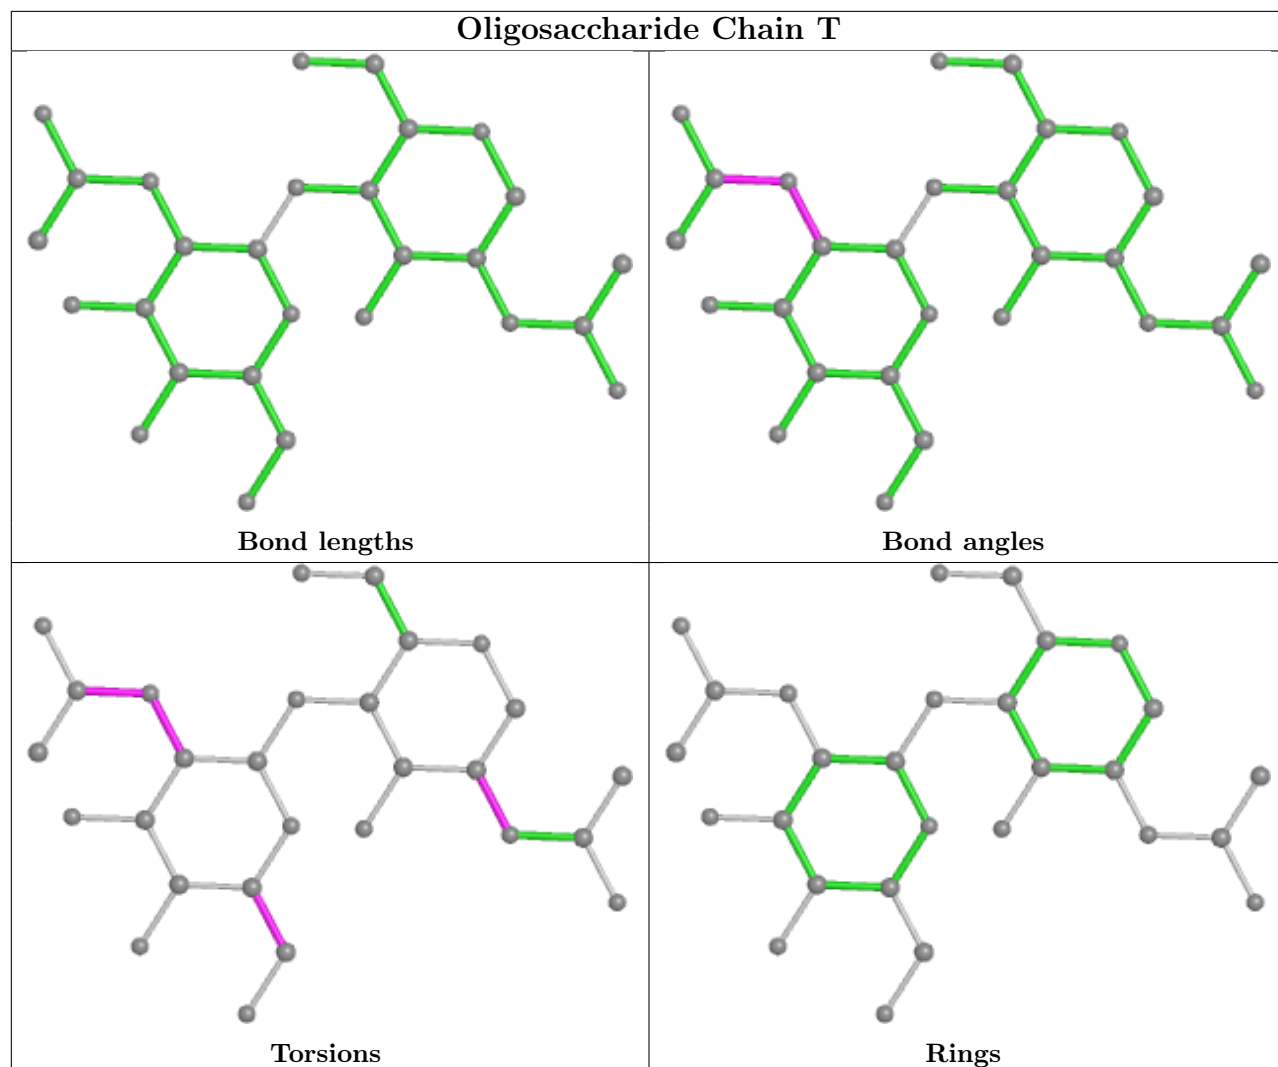 Oligosaccharide Chain T
Bond lengths
Bond angles
Torsions
Rings